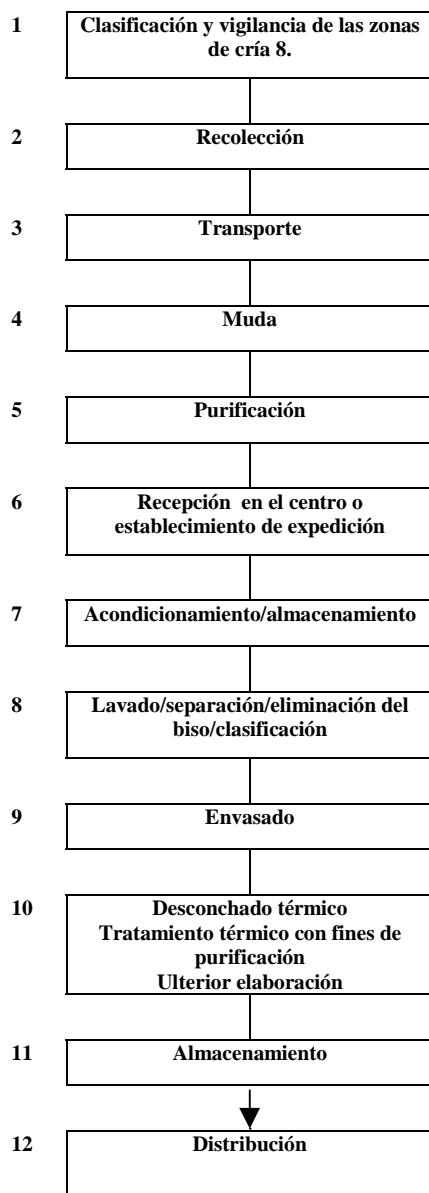 1 Clasificación y vigilancia de las zonas
de cría 8.
2 Recolección
3 Transporte
4 Muda
5 Purificación
6 Recepción en el centro o
establecimiento de expedición
7 Acondicionamiento/almacenamiento
8 Lavado/separación/eliminación del
biso/clasificación
9 Envasado
10 Desconchado térmico
Tratamiento térmico con fines de
purificación
Ulterior elaboración
11 Almacenamiento
12 Distribución